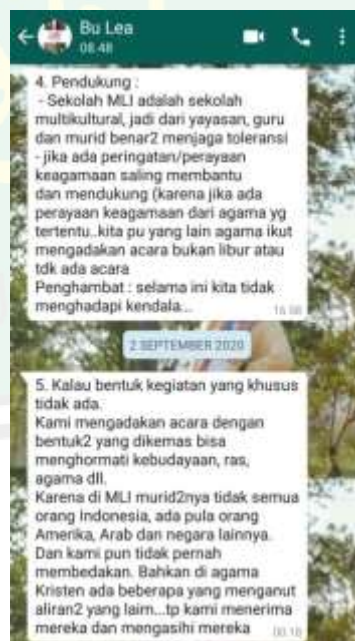 Bu Lea
08.48
4. Pendukung :
- Sekolah MLI adalah sekolah
multikultural, jadi dari yayasan, guru
dan murid benar2 menjaga toleransi
- jika ada peringatan/perayaan
keagamaan saling membantu
dan mendukung (karena jika ada
perayaan keagamaan dari agama yg
tertentu..kita pu yang lain agama ikut
mengadakan acara bukan libur atau
tdk ada acara
Penghambat : selama ini kita tidak
menghadapi kendala...
2 SEPTEMBER 2020
5. Kalau bentuk kegiatan yang khusus
tidak ada.
Kami mengadakan acara dengan
bentuk2 yang dikemas bisa
menghormati kebudayaan, ras,
agama dll.
Karena di MLI murid2nya tidak semua
orang Indonesia, ada pula orang
Amerika, Arab dan negara lainnya.
Dan kami pun tidak pernah
membedakan. Bahkan di agama
Kristen ada beberapa yang menganut
aliran2 yang laim...tp kami menerima
mereka dan mengasihi mereka